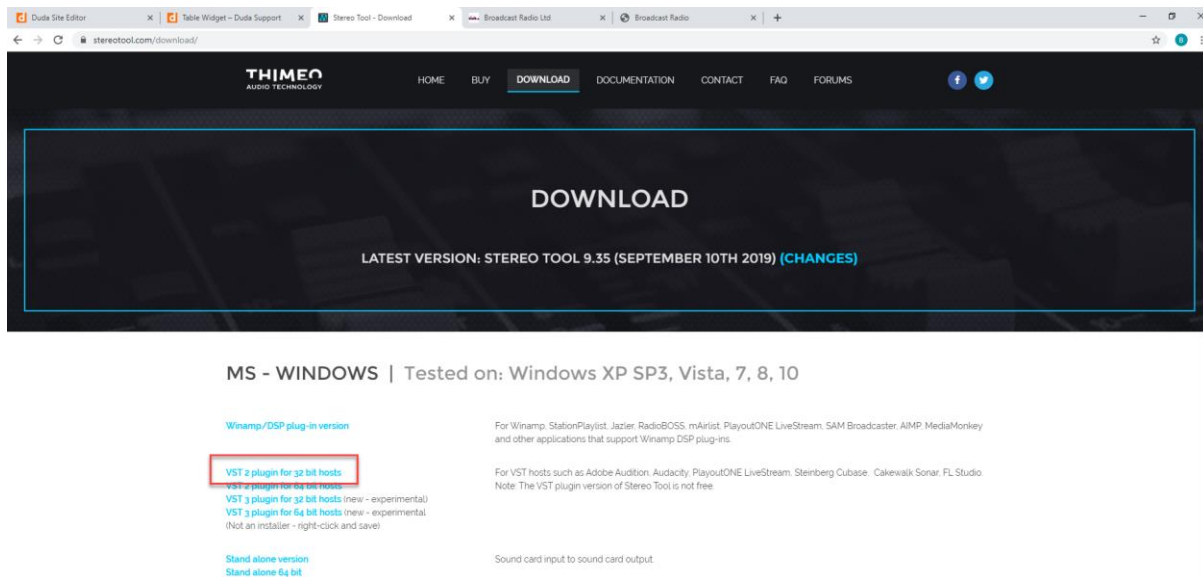 Duda Site Editor
Table Widget – Duda Support
Stereo Tool - Download
Broadcast Radio Ltd
Broadcast Radio
stereotool.com/download/
B
THIMEO
AUDIO TECHNOLOGY
HOME BUY DOWNLOAD DOCUMENTATION CONTACT FAQ FORUMS
DOWNLOAD
LATEST VERSION: STEREO TOOL 9.35 (SEPTEMBER 10TH 2019) (CHANGES)
MS - WINDOWS | Tested on: Windows XP SP3, Vista, 7, 8, 10
Winamp/DSP plug-in version
For Winamp, StationPlaylist, Jazler, RadioBOSS, mAirlist, PlayoutONE LiveStream, SAM Broadcaster, AIMP, MediaMonkey
and other applications that support Winamp DSP plug-ins.
VST 2 plugin for 32 bit hosts
VST 2 plugin for 64 bit hosts
VST 3 plugin for 32 bit hosts (new - experimental)
VST 3 plugin for 64 bit hosts (new - experimental
(Not an installer - right-click and save)
For VST hosts such as Adobe Audition, Audacity, PlayoutONE LiveStream, Steinberg Cubase, Cakewalk Sonar, FL Studio.
Note: The VST plugin version of Stereo Tool is not free.
Stand alone version
Stand alone 64 bit
Sound card input to sound card output.